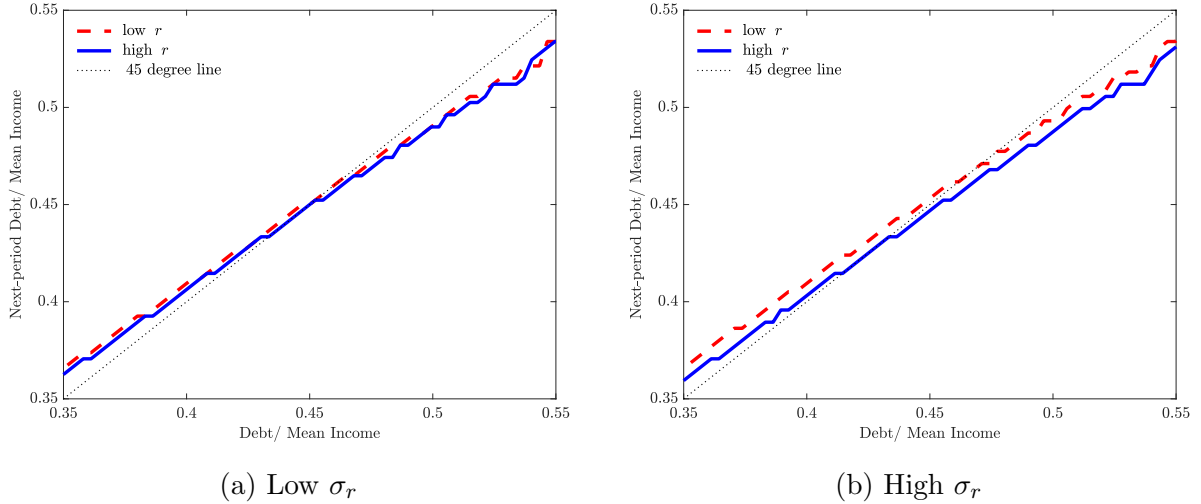 0.55
0.5
0.45
0.4
0.35
Next-period Debt/ Mean Income
low r
high r
45 degree line
0.35 0.4 0.45 0.5 0.55
Debt/ Mean Income
(a) Low σr
0.55
0.5
0.45
0.4
0.35
Next-period Debt/ Mean Income
low r
high r
45 degree line
0.35 0.4 0.45 0.5 0.55
Debt/ Mean Income
(b) High σr